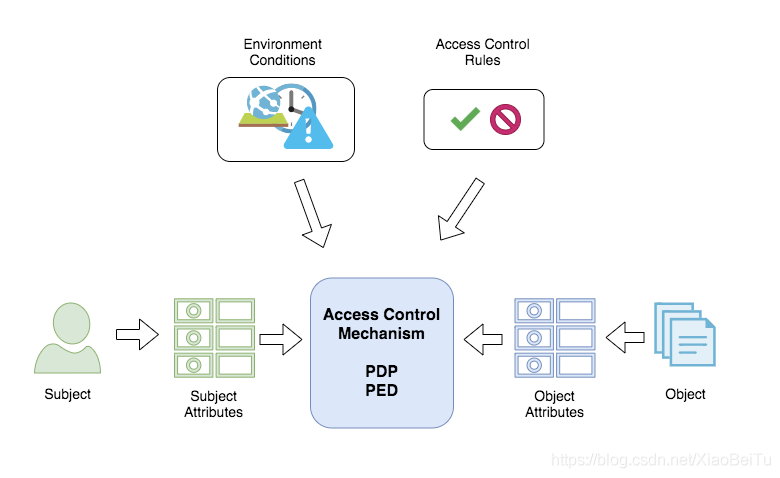 Environment
Conditions
Access Control
Rules
Access Control
Mechanism
PDP
PED
Subject
Subject
Attributes
Object
Attributes
Object
https://blog.csdn.net/XiaoBeiTu